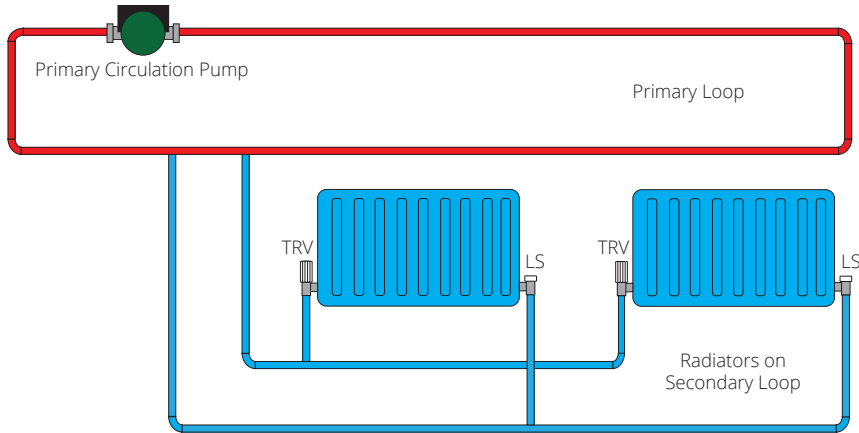 Primary Circulation Pump
Primary Loop
TRV
LS
TRV
LS
Radiators on
Secondary Loop